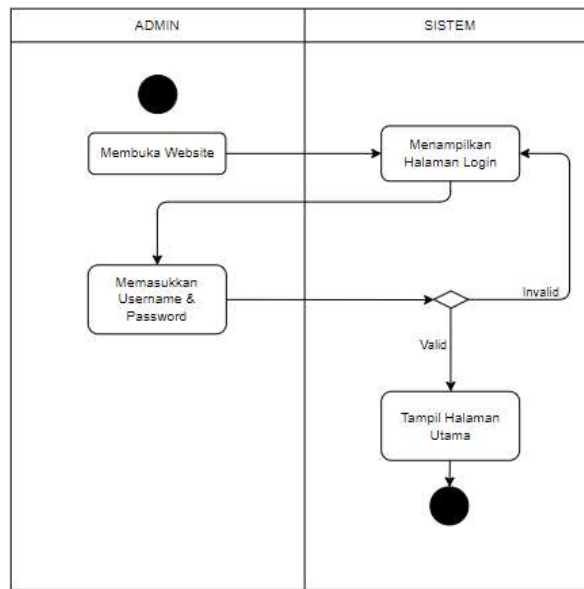 ADMIN
SISTEM
Membuka Website
Menampilkan
Halaman Login
Memasukkan
Username &
Password
Invalid
Valid
Tampil Halaman
Utama